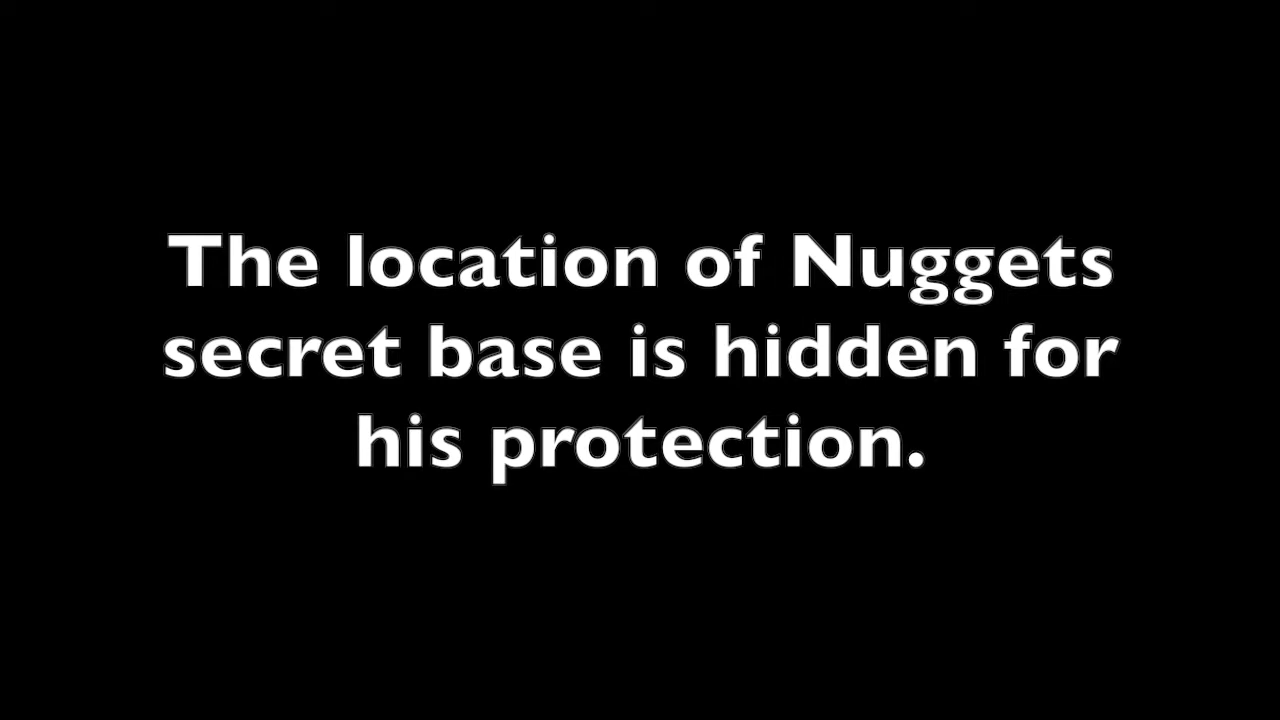 The location of Nuggets
secret base is hidden for
his protection.